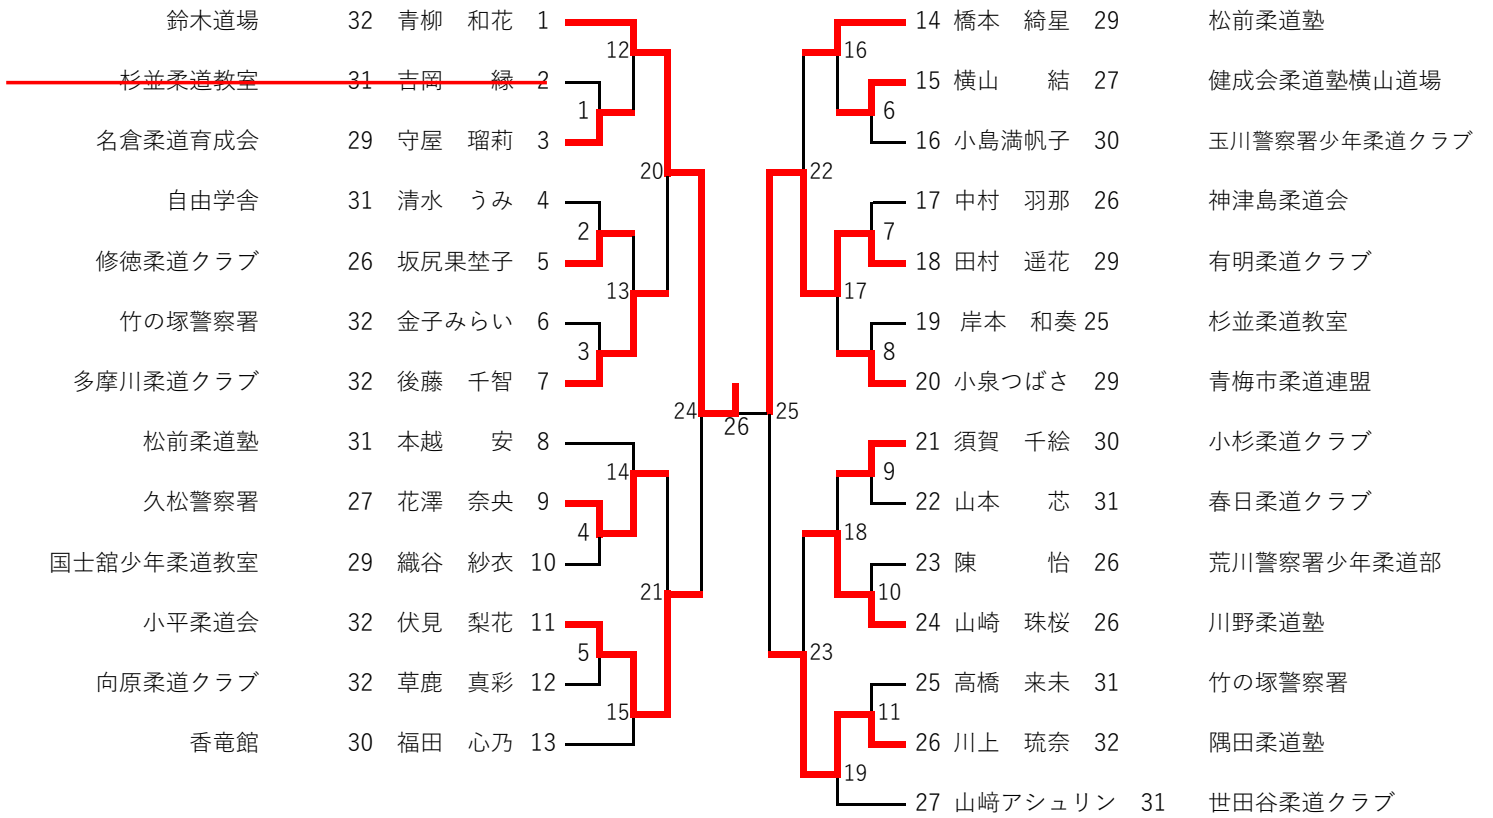 鈴木道場 32 青柳 和花 1
杉並柔道教室 31 吉岡 縁 2
名倉柔道育成会 29 守屋 瑠莉 3
自由学舎 31 清水 うみ 4
修徳柔道クラブ 26 坂尻果埜子 5
竹の塚警察署 32 金子みらい 6
多摩川柔道クラブ 32 後藤 千智 7
松前柔道塾 31 本越 安 8
久松警察署 27 花澤 奈央 9
国士舘少年柔道教室 29 織谷 紗衣 10
小平柔道会 32 伏見 梨花 11
向原柔道クラブ 32 草鹿 真彩 12
香竜館 30 福田 心乃 13
12
1
20
2
13
3
24
14
4
21
5
15
26
14 橋本 綺星 29 松前柔道塾
15 横山 結 27 健成会柔道塾横山道場
16 小島満帆子 30 玉川警察署少年柔道クラブ
17 中村 羽那 26 神津島柔道会
18 田村 遥花 29 有明柔道クラブ
19 岸本 和奏 25 杉並柔道教室
20 小泉つばさ 29 青梅市柔道連盟
21 須賀 千絵 30 小杉柔道クラブ
22 山本 芯 31 春日柔道クラブ
23 陳 怡 26 荒川警察署少年柔道部
24 山崎 珠桜 26 川野柔道塾
25 高橋 来未 31 竹の塚警察署
26 川上 琉奈 32 隅田柔道塾
27 山﨑アシュリン 31 世田谷柔道クラブ
16
6
22
7
17
8
25
9
18
10
23
11
19